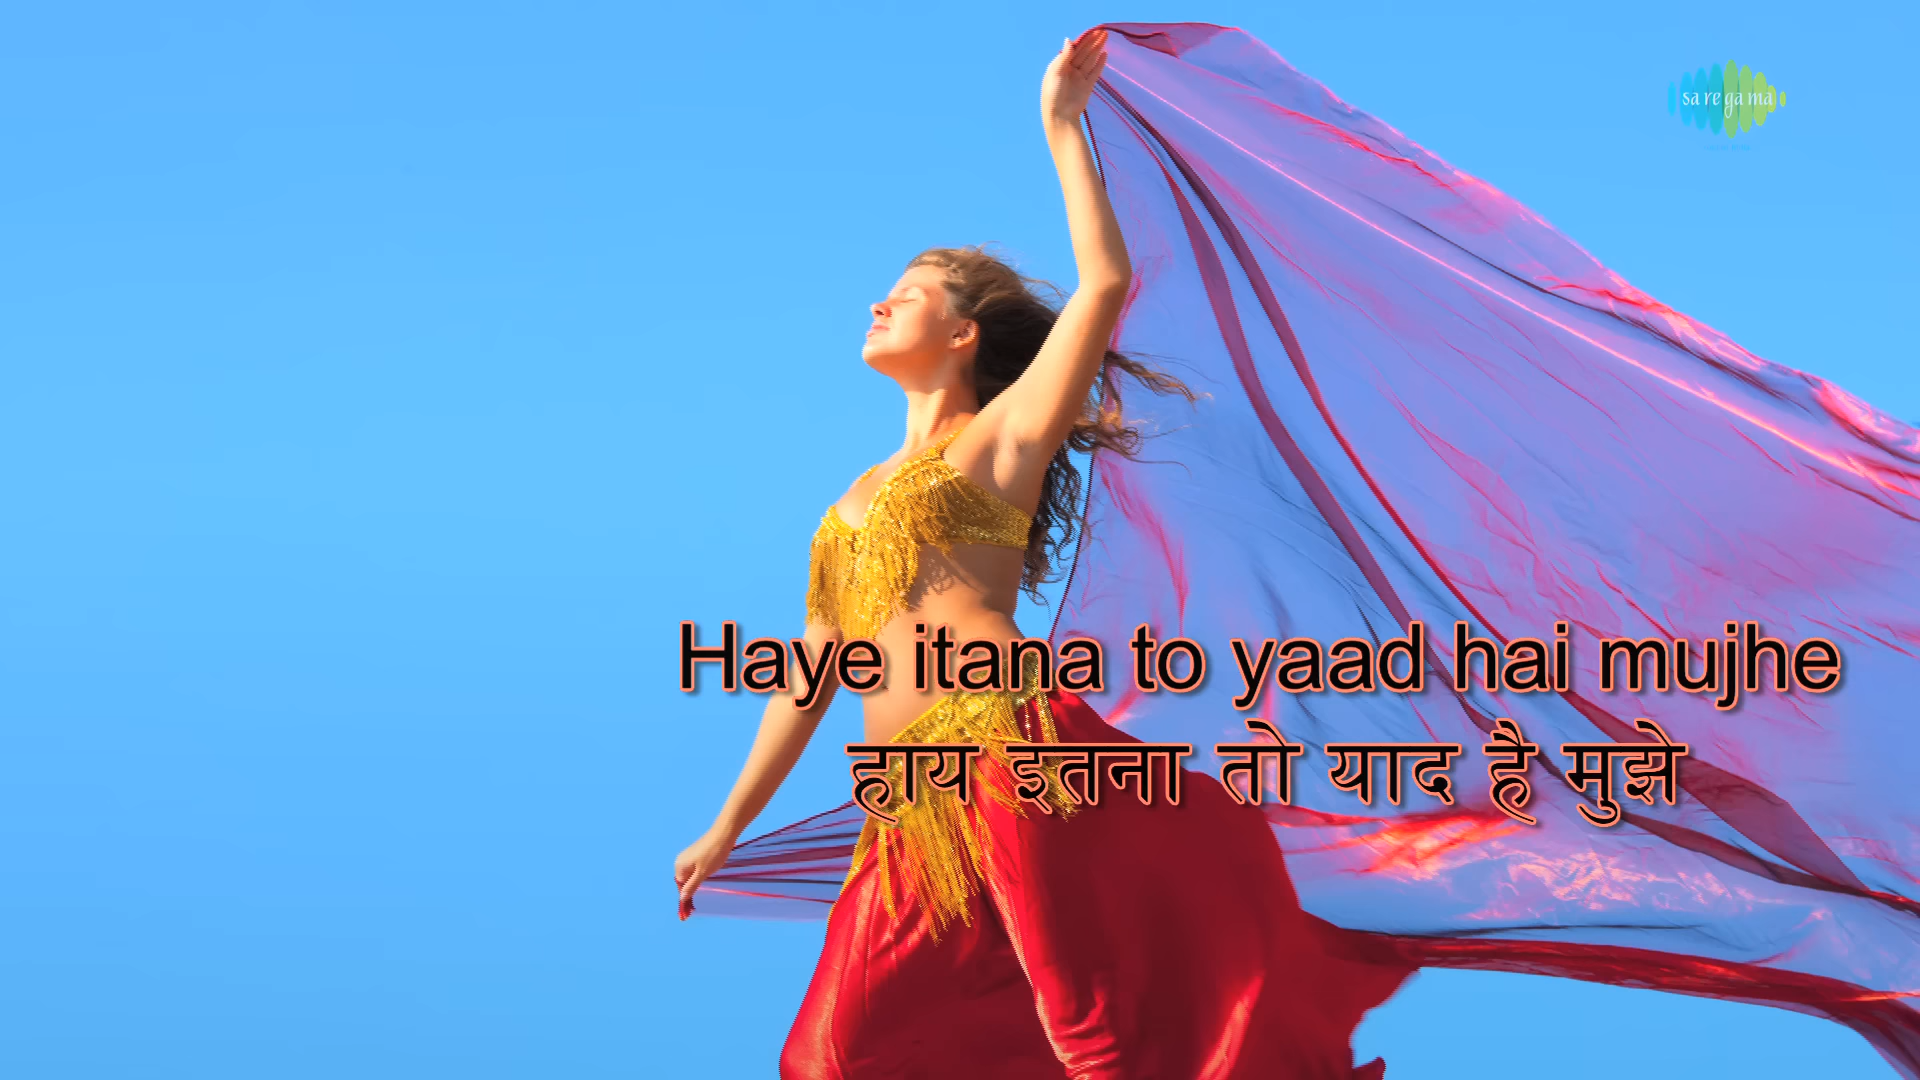 sa re ga ma
Haye itana to yaad hai mujhe
हाय इतना तो याद है मुझे